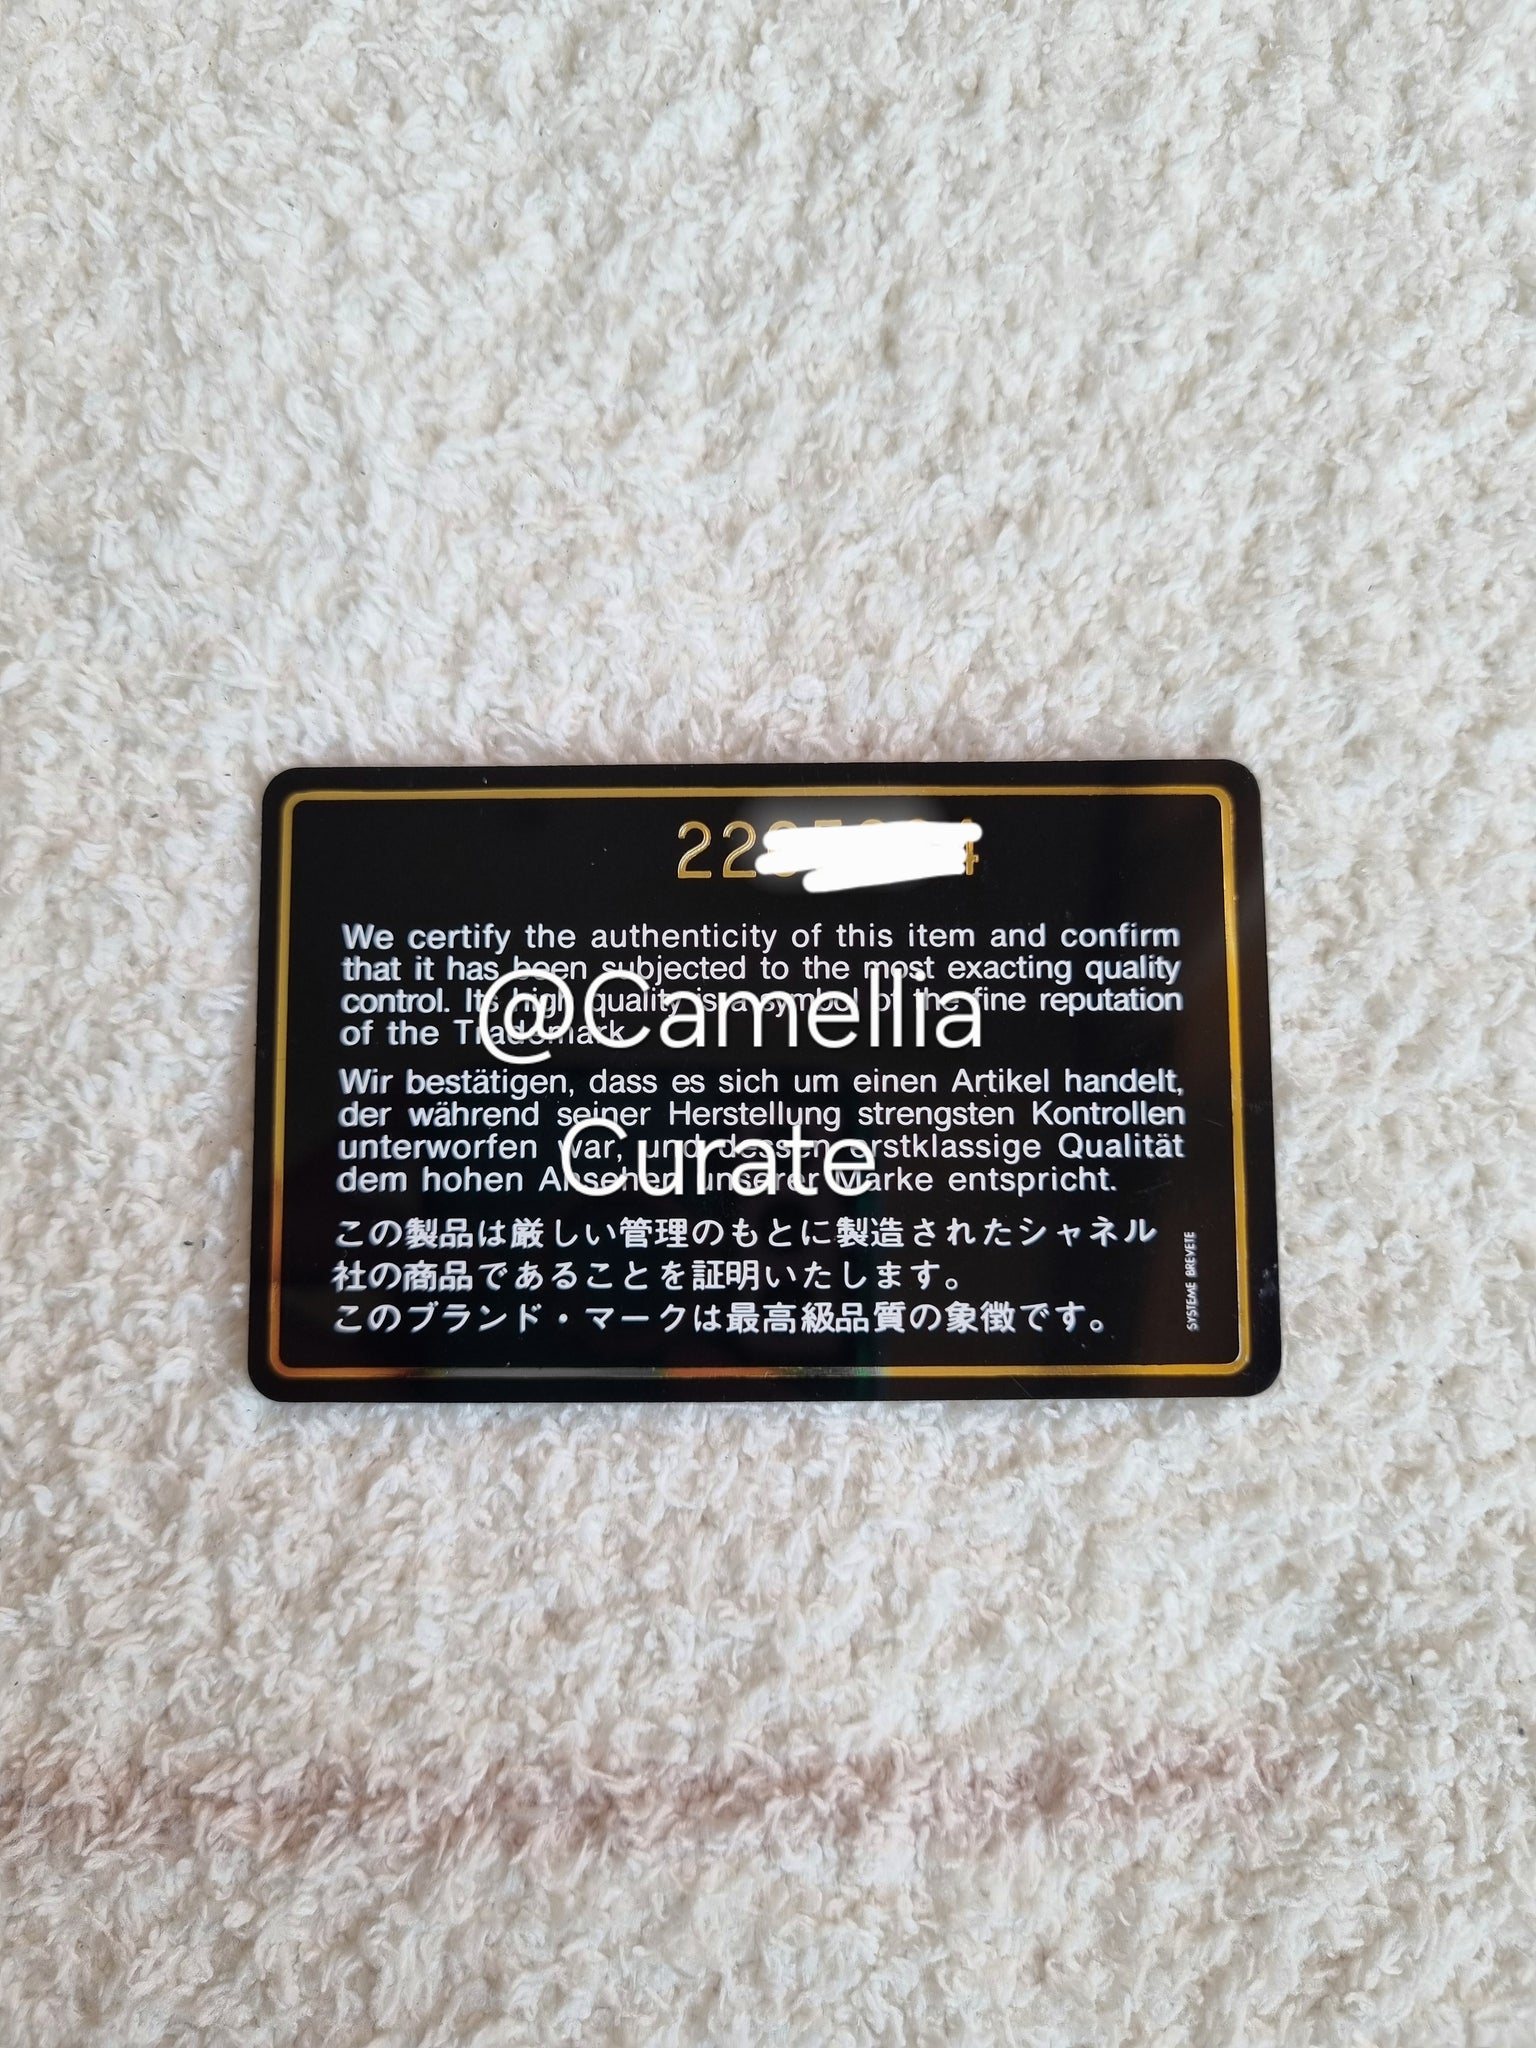 22
We certify the authenticity of this item and confirm
that it has been subjected to the most exacting quality
control. Its high quality is a symbol of the fine reputation
of the Trademark.
@Camellia
Wir bestätigen, dass es sich um einen Artikel handelt,
der während seiner Herstellung strengsten Kontrollen
unterworfen war, und dessen erstklassige Qualität
dem hohen Ansehen unserer Marke entspricht.
Curate
この製品は厳しい管理のもとに製造されたシャネル
社の商品であることを証明いたします。
このブランド・マークは最高級品質の象徴です。
SYSTEME BREVETE